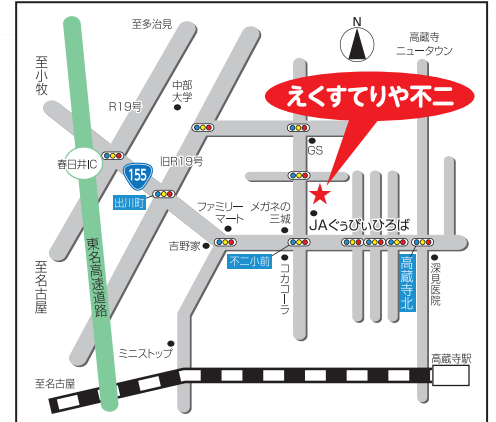 至多治見
N
高蔵寺
ニュータウン
至小牧
中部
大学
R19号
えくすてりや不二
GS
旧R19号
春日井IC
155
出川町
ファミリー
マート
メガネの
三城
JAぐぅぴぃひろば
吉野家
不二小前
コカコーラ
高蔵寺北
深見医院
至名古屋
東名高速道路
ミニストップ
高蔵寺駅
至名古屋